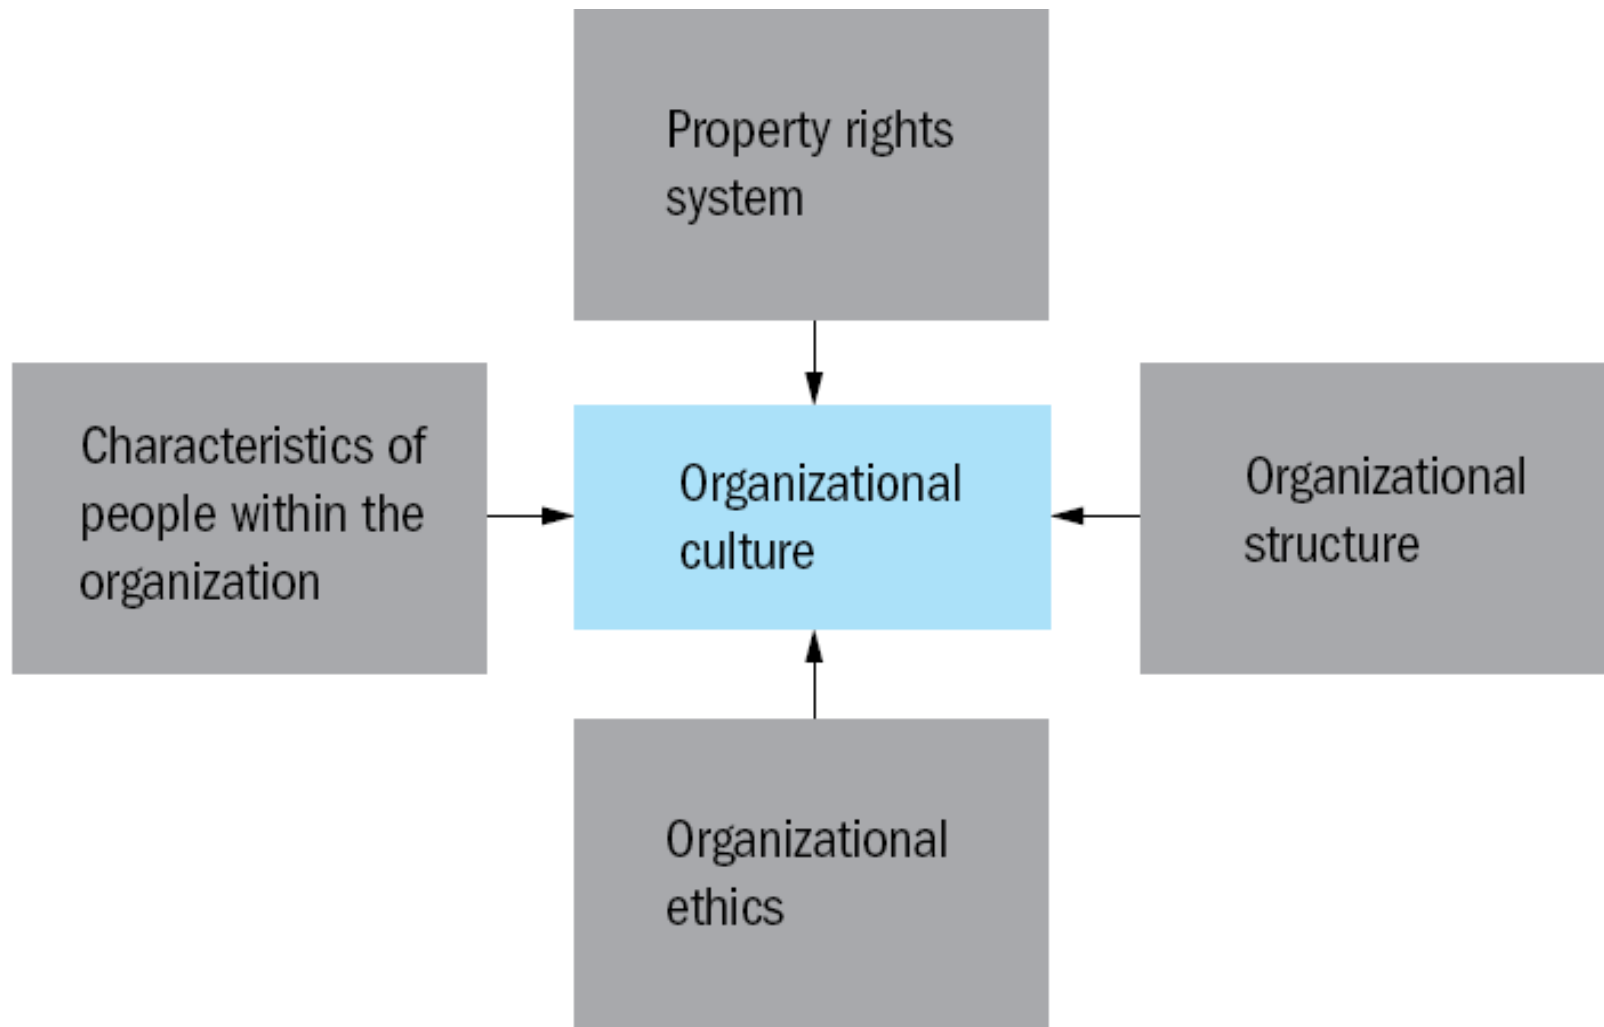 Property rights
system
Characteristics of
people within the
organization
Organizational
culture
Organizational
structure
Organizational
ethics